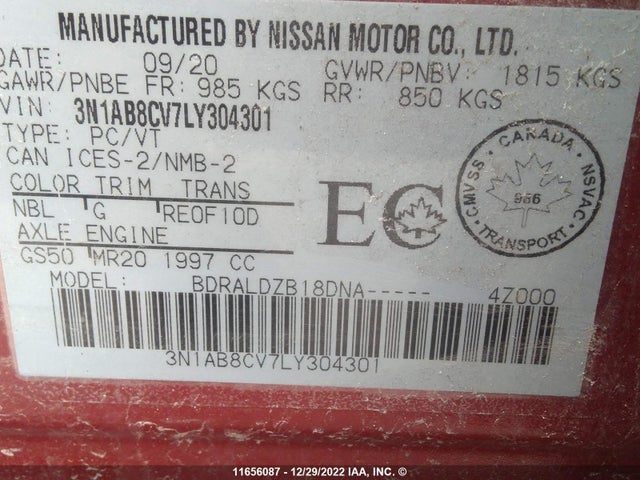 MANUFACTURED BY NISSAN MOTOR CO., LTD.
DATE: 09/20 GVWR/PNBV: 1815 KGS
GAWR/PNBE FR: 985 KGS RR: 850 KGS
VIN: 3N1AB8CV7LY304301
TYPE: PC/VT
CAN ICES-2/NMB-2
COLOR TRIM TRANS
NBL G RE0F10D
AXLE ENGINE
GS50 MR20 1997 CC
MODEL: BDRALDZB18DNA----- 4Z000
3N1AB8CV7LY304301
EC
CANADA
CMVSS NSVAC
986
TRANSPORT
11656087 - 12/29/2022 IAA, INC. ©